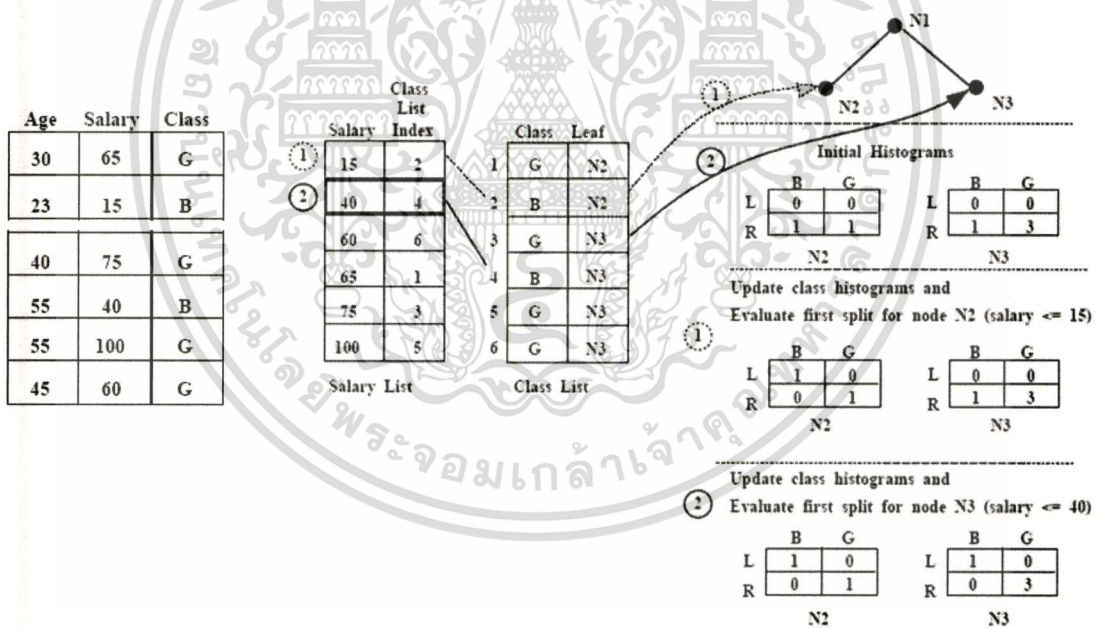 Age Salary Class
30 65 G
23 15 B
40 75 G
55 40 B
55 100 G
45 60 G
Class
List
Salary Index
1 15 2
2 40 4
60 6
65 1
75 3
100 5
Salary List
Class Leaf
1 G N2
2 B N2
3 G N3
4 B N3
5 G N3
6 G N3
Class List
N1
N2
N3
1
2
Initial Histograms
B G
L 0 0
R 1 1
N2
B G
L 0 0
R 1 3
N3
Update class histograms and
Evaluate first split for node N2 (salary <= 15)
1
B G
L 1 0
R 0 1
N2
B G
L 0 0
R 1 3
N3
Update class histograms and
2 Evaluate first split for node N3 (salary <= 40)
B G
L 1 0
R 0 1
N2
B G
L 1 0
R 0 3
N3